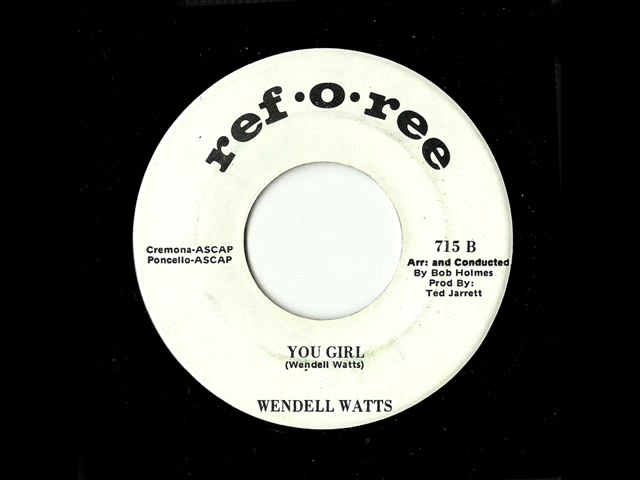 ref·o·ree
Cremona-ASCAP
Poncello-ASCAP
715 B
Arr: and Conducted
By Bob Holmes
Prod By:
Ted Jarrett
YOU GIRL
(Wendell Watts)
WENDELL WATTS